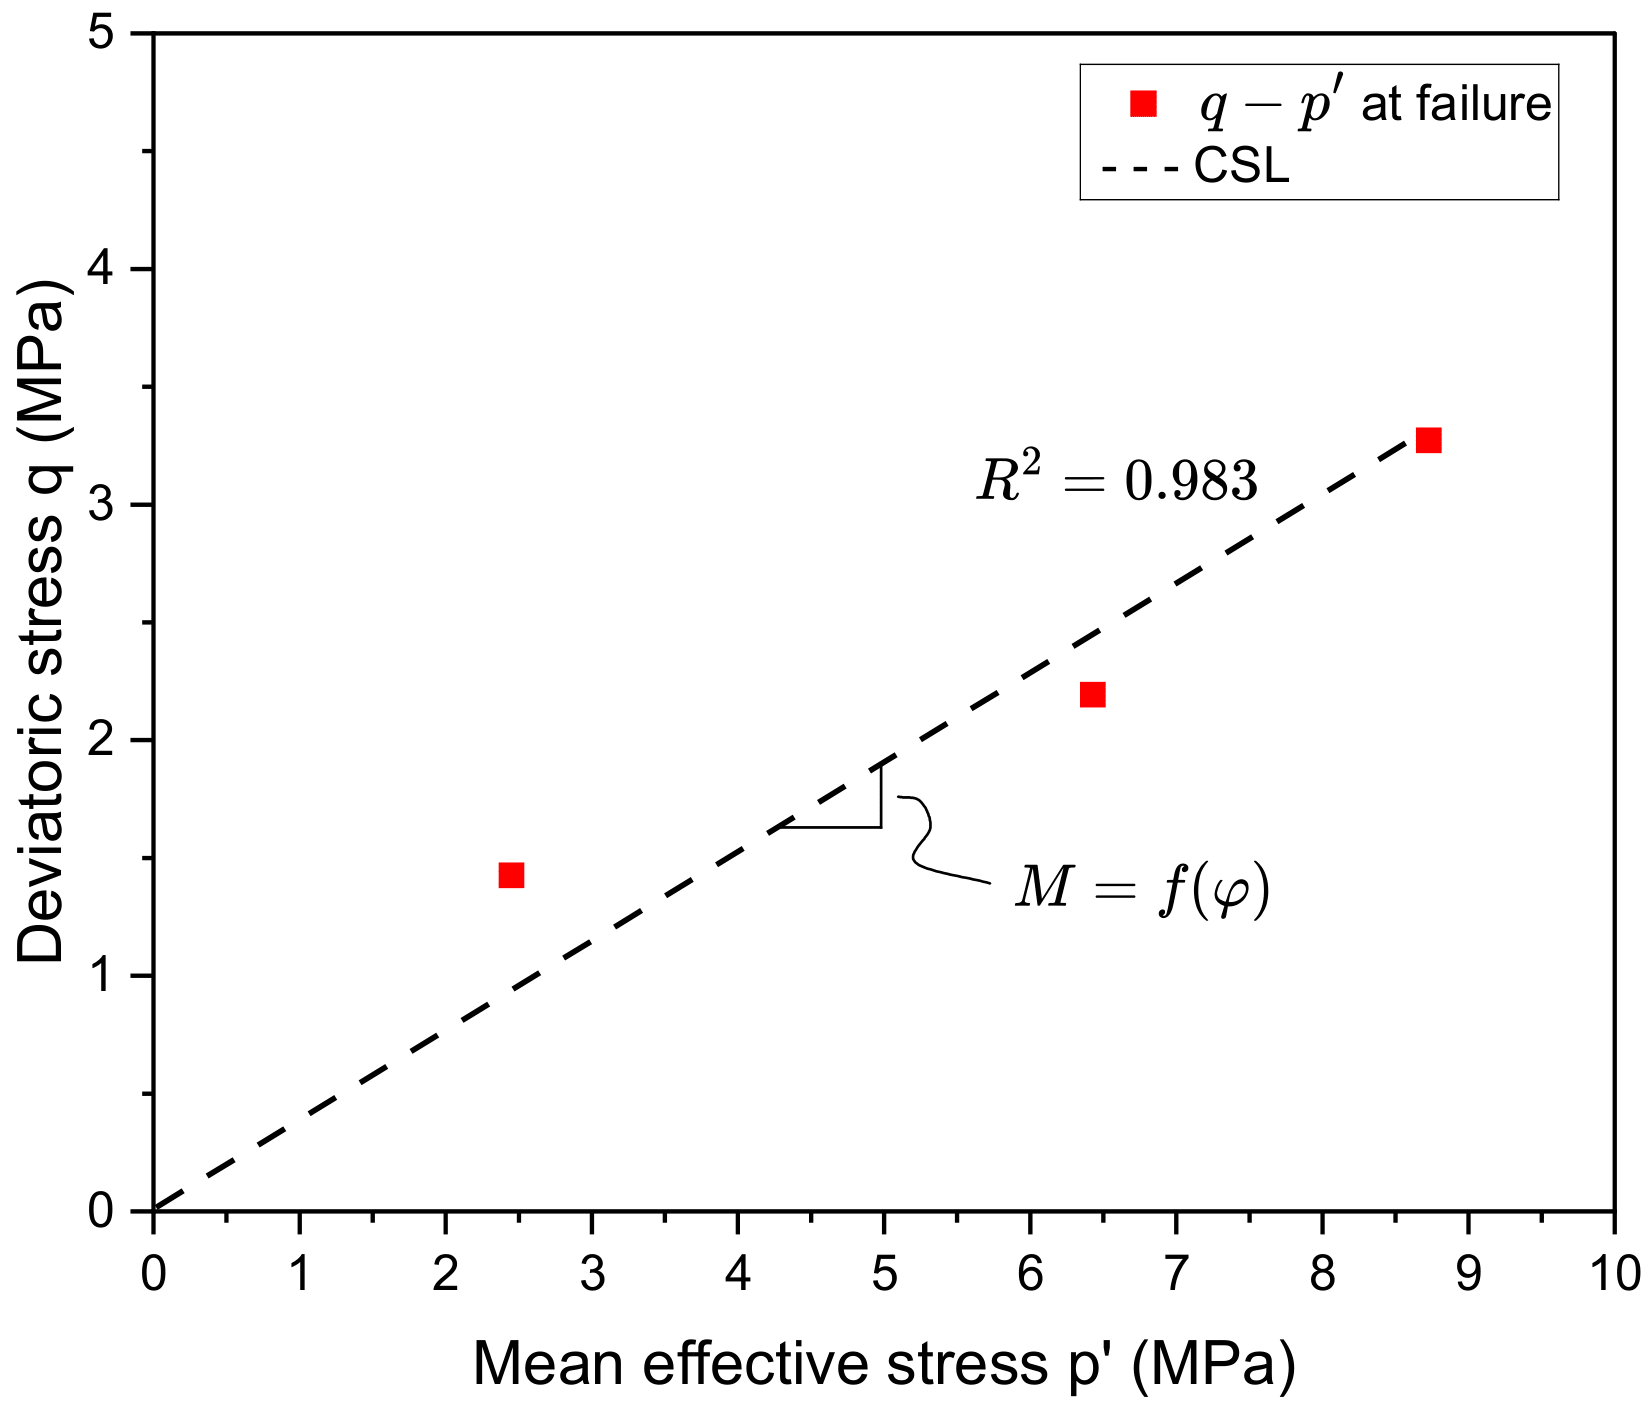 5
4
3
2
1
0
0 1 2 3 4 5 6 7 8 9 10
Deviatoric stress q (MPa)
Mean effective stress p' (MPa)
q − p′ at failure
CSL
R² = 0.983
M = f(φ)